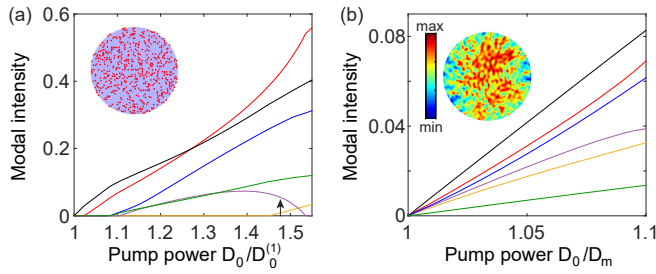 (a)
Modal intensity
0.6
0.4
0.2
0
1 1.1 1.2 1.3 1.4 1.5
Pump power D₀/D₀⁽¹⁾
(b)
Modal intensity
0.08
0.04
0
max
min
1 1.05 1.1
Pump power D₀/Dₘ